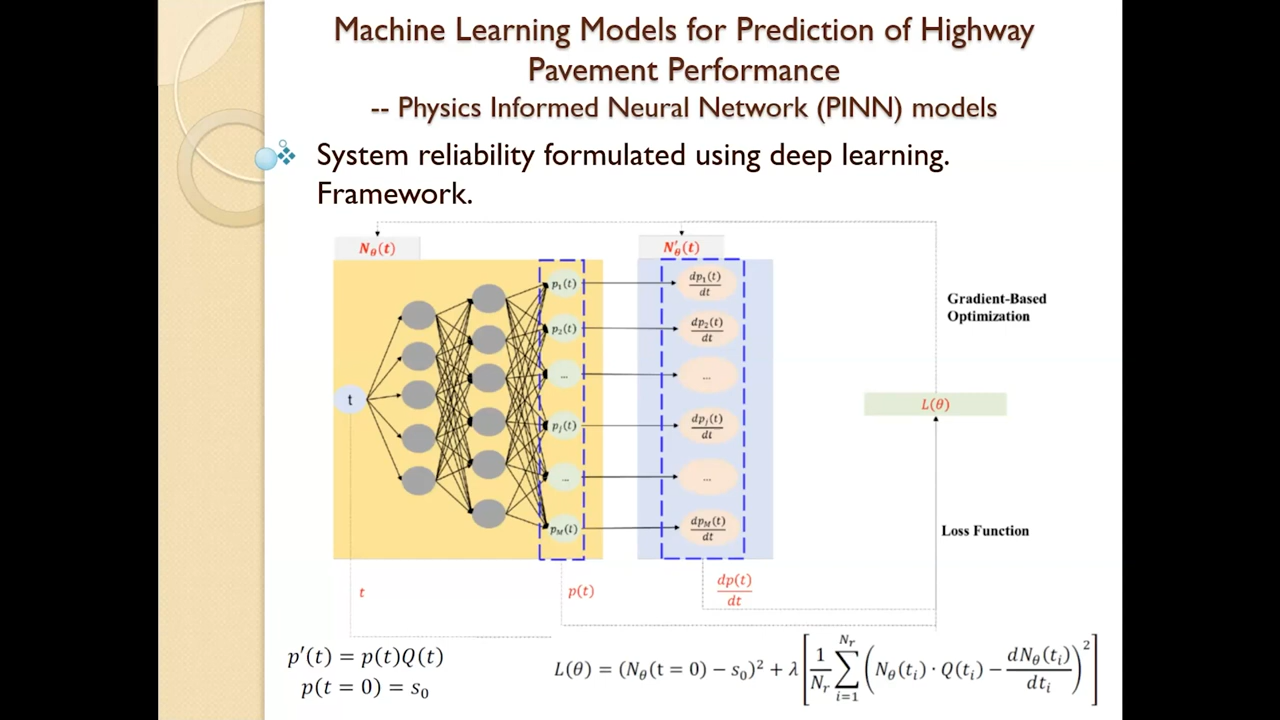 Machine Learning Models for Prediction of Highway
Pavement Performance
-- Physics Informed Neural Network (PINN) models
System reliability formulated using deep learning.
Framework.
N_θ(t)
N′_θ(t)
t
p₁(t)
p₂(t)
...
p_j(t)
...
p_M(t)
dp₁(t)/dt
dp₂(t)/dt
...
dp_j(t)/dt
...
dp_M(t)/dt
Gradient-Based
Optimization
L(θ)
Loss Function
t
p(t)
dp(t)/dt
p′(t) = p(t)Q(t)
p(t = 0) = s₀
L(θ) = (N_θ(t = 0) − s₀)² + λ [ 1/N_r ∑_{i=1}^{N_r} ( N_θ(t_i) · Q(t_i) − dN_θ(t_i)/dt_i )² ]